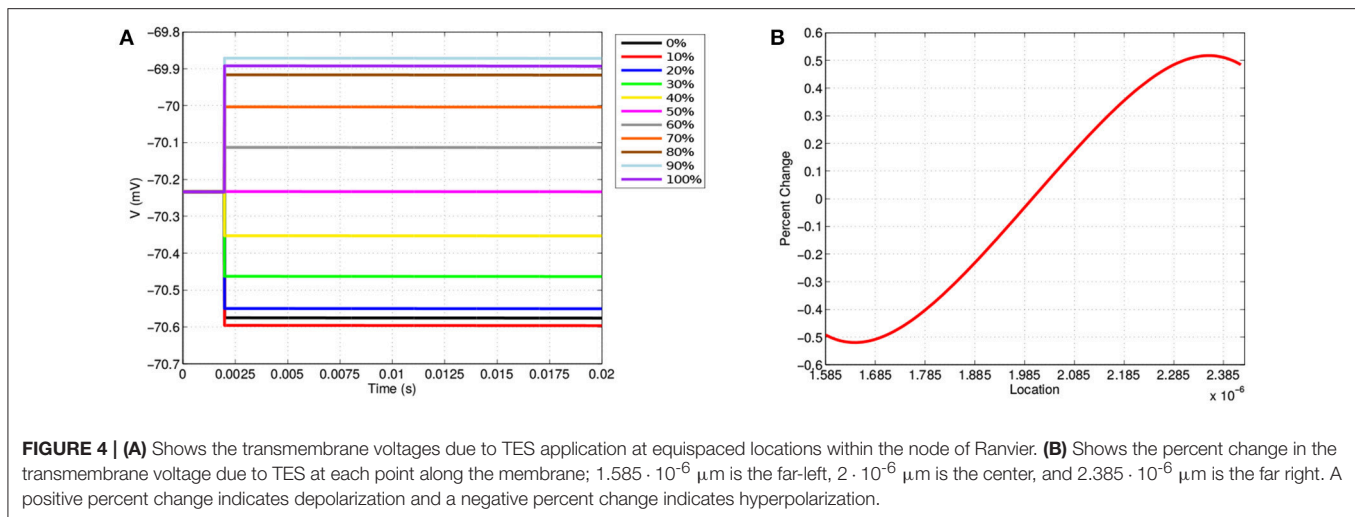 A
−69.8
−69.9
−70
−70.1
−70.2
−70.3
−70.4
−70.5
−70.6
−70.7
V (mV)
0 0.0025 0.005 0.0075 0.01 0.0125 0.015 0.0175 0.02
Time (s)
0%
10%
20%
30%
40%
50%
60%
70%
80%
90%
100%
B
0.6
0.5
0.4
0.3
0.2
0.1
0
−0.1
−0.2
−0.3
−0.4
−0.5
−0.6
Percent Change
1.585 1.685 1.785 1.885 1.985 2.085 2.185 2.285 2.385
Location
x 10⁻⁶
FIGURE 4 | (A) Shows the transmembrane voltages due to TES application at equispaced locations within the node of Ranvier. (B) Shows the percent change in the
transmembrane voltage due to TES at each point along the membrane; 1.585 · 10⁻⁶ μm is the far-left, 2 · 10⁻⁶ μm is the center, and 2.385 · 10⁻⁶ μm is the far right. A
positive percent change indicates depolarization and a negative percent change indicates hyperpolarization.